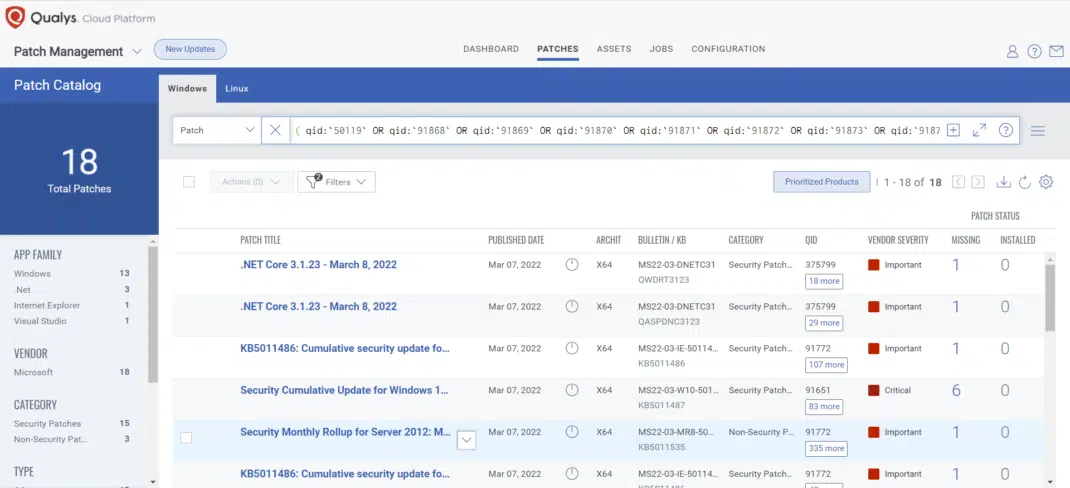 Qualys. Cloud Platform
Patch Management New Updates DASHBOARD PATCHES ASSETS JOBS CONFIGURATION
Patch Catalog Windows Linux
Patch ( qid:`50119` OR qid:`91868` OR qid:`91869` OR qid:`91870` OR qid:`91871` OR qid:`91872` OR qid:`91873` OR qid:`9187
18
Total Patches
Actions (0) 2 Filters Prioritized Products 1 - 18 of 18
PATCH STATUS
PATCH TITLE PUBLISHED DATE ARCHIT BULLETIN / KB CATEGORY QID VENDOR SEVERITY MISSING INSTALLED
.NET Core 3.1.23 - March 8, 2022 Mar 07, 2022 X64 MS22-03-DNETC31 Security Patch... 375799 Important 1 0
QWDRT3123 18 more
.NET Core 3.1.23 - March 8, 2022 Mar 07, 2022 X64 MS22-03-DNETC31 Security Patch... 375799 Important 1 0
QASPDNC3123 29 more
KB5011486: Cumulative security update fo... Mar 07, 2022 X64 MS22-03-IE-50114... Security Patch... 91772 Important 1 0
KB5011486 107 more
Security Cumulative Update for Windows 1... Mar 07, 2022 X64 MS22-03-W10-501... Security Patch... 91651 Critical 6 0
KB5011487 83 more
Security Monthly Rollup for Server 2012: M... Mar 07, 2022 X64 MS22-03-MR8-50... Non-Security P... 91772 Important 1 0
KB5011535 335 more
KB5011486: Cumulative security update fo... Mar 07, 2022 X64 MS22-03-IE-50114... Security Patch... 91772 Important 1 0
APP FAMILY
Windows 13
.Net 3
Internet Explorer 1
Visual Studio 1
VENDOR
Microsoft 18
CATEGORY
Security Patches 15
Non-Security Pat... 3
TYPE